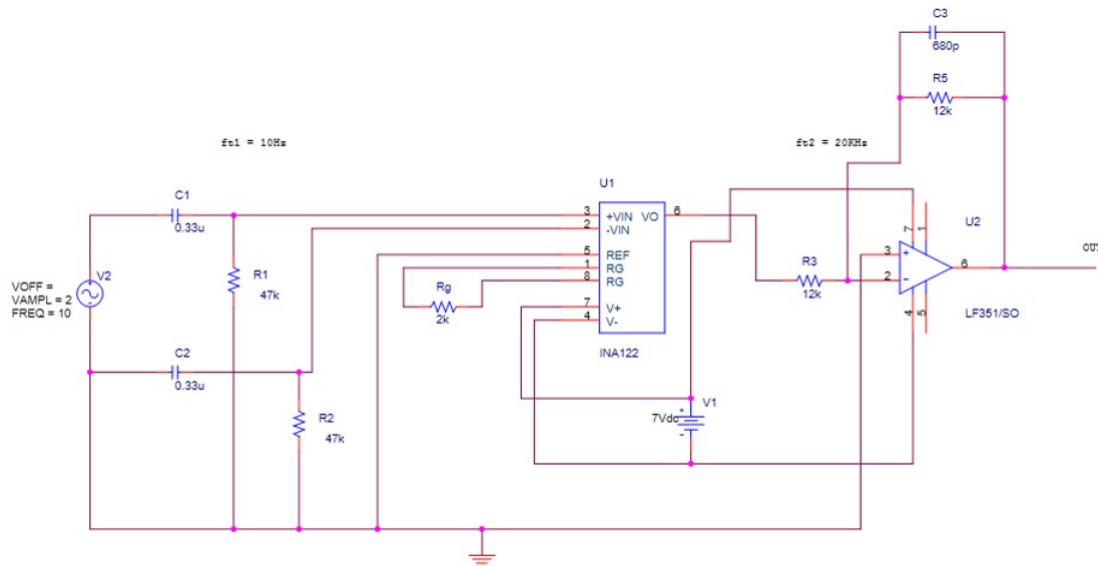 C3
680p
R5
12k
ft1 = 10Hz
ft2 = 20KHz
C1
0.33u
U1
3
+VIN
VO
6
2
-VIN
5
REF
1
RG
8
RG
7
V+
4
V-
INA122
R1
47k
Rg
2k
V2
VOFF =
VAMPL = 2
FREQ = 10
C2
0.33u
R2
47k
R3
12k
U2
7
1
3
+
2
-
6
4
5
LF351/SO
V1
7Vdc
+
-